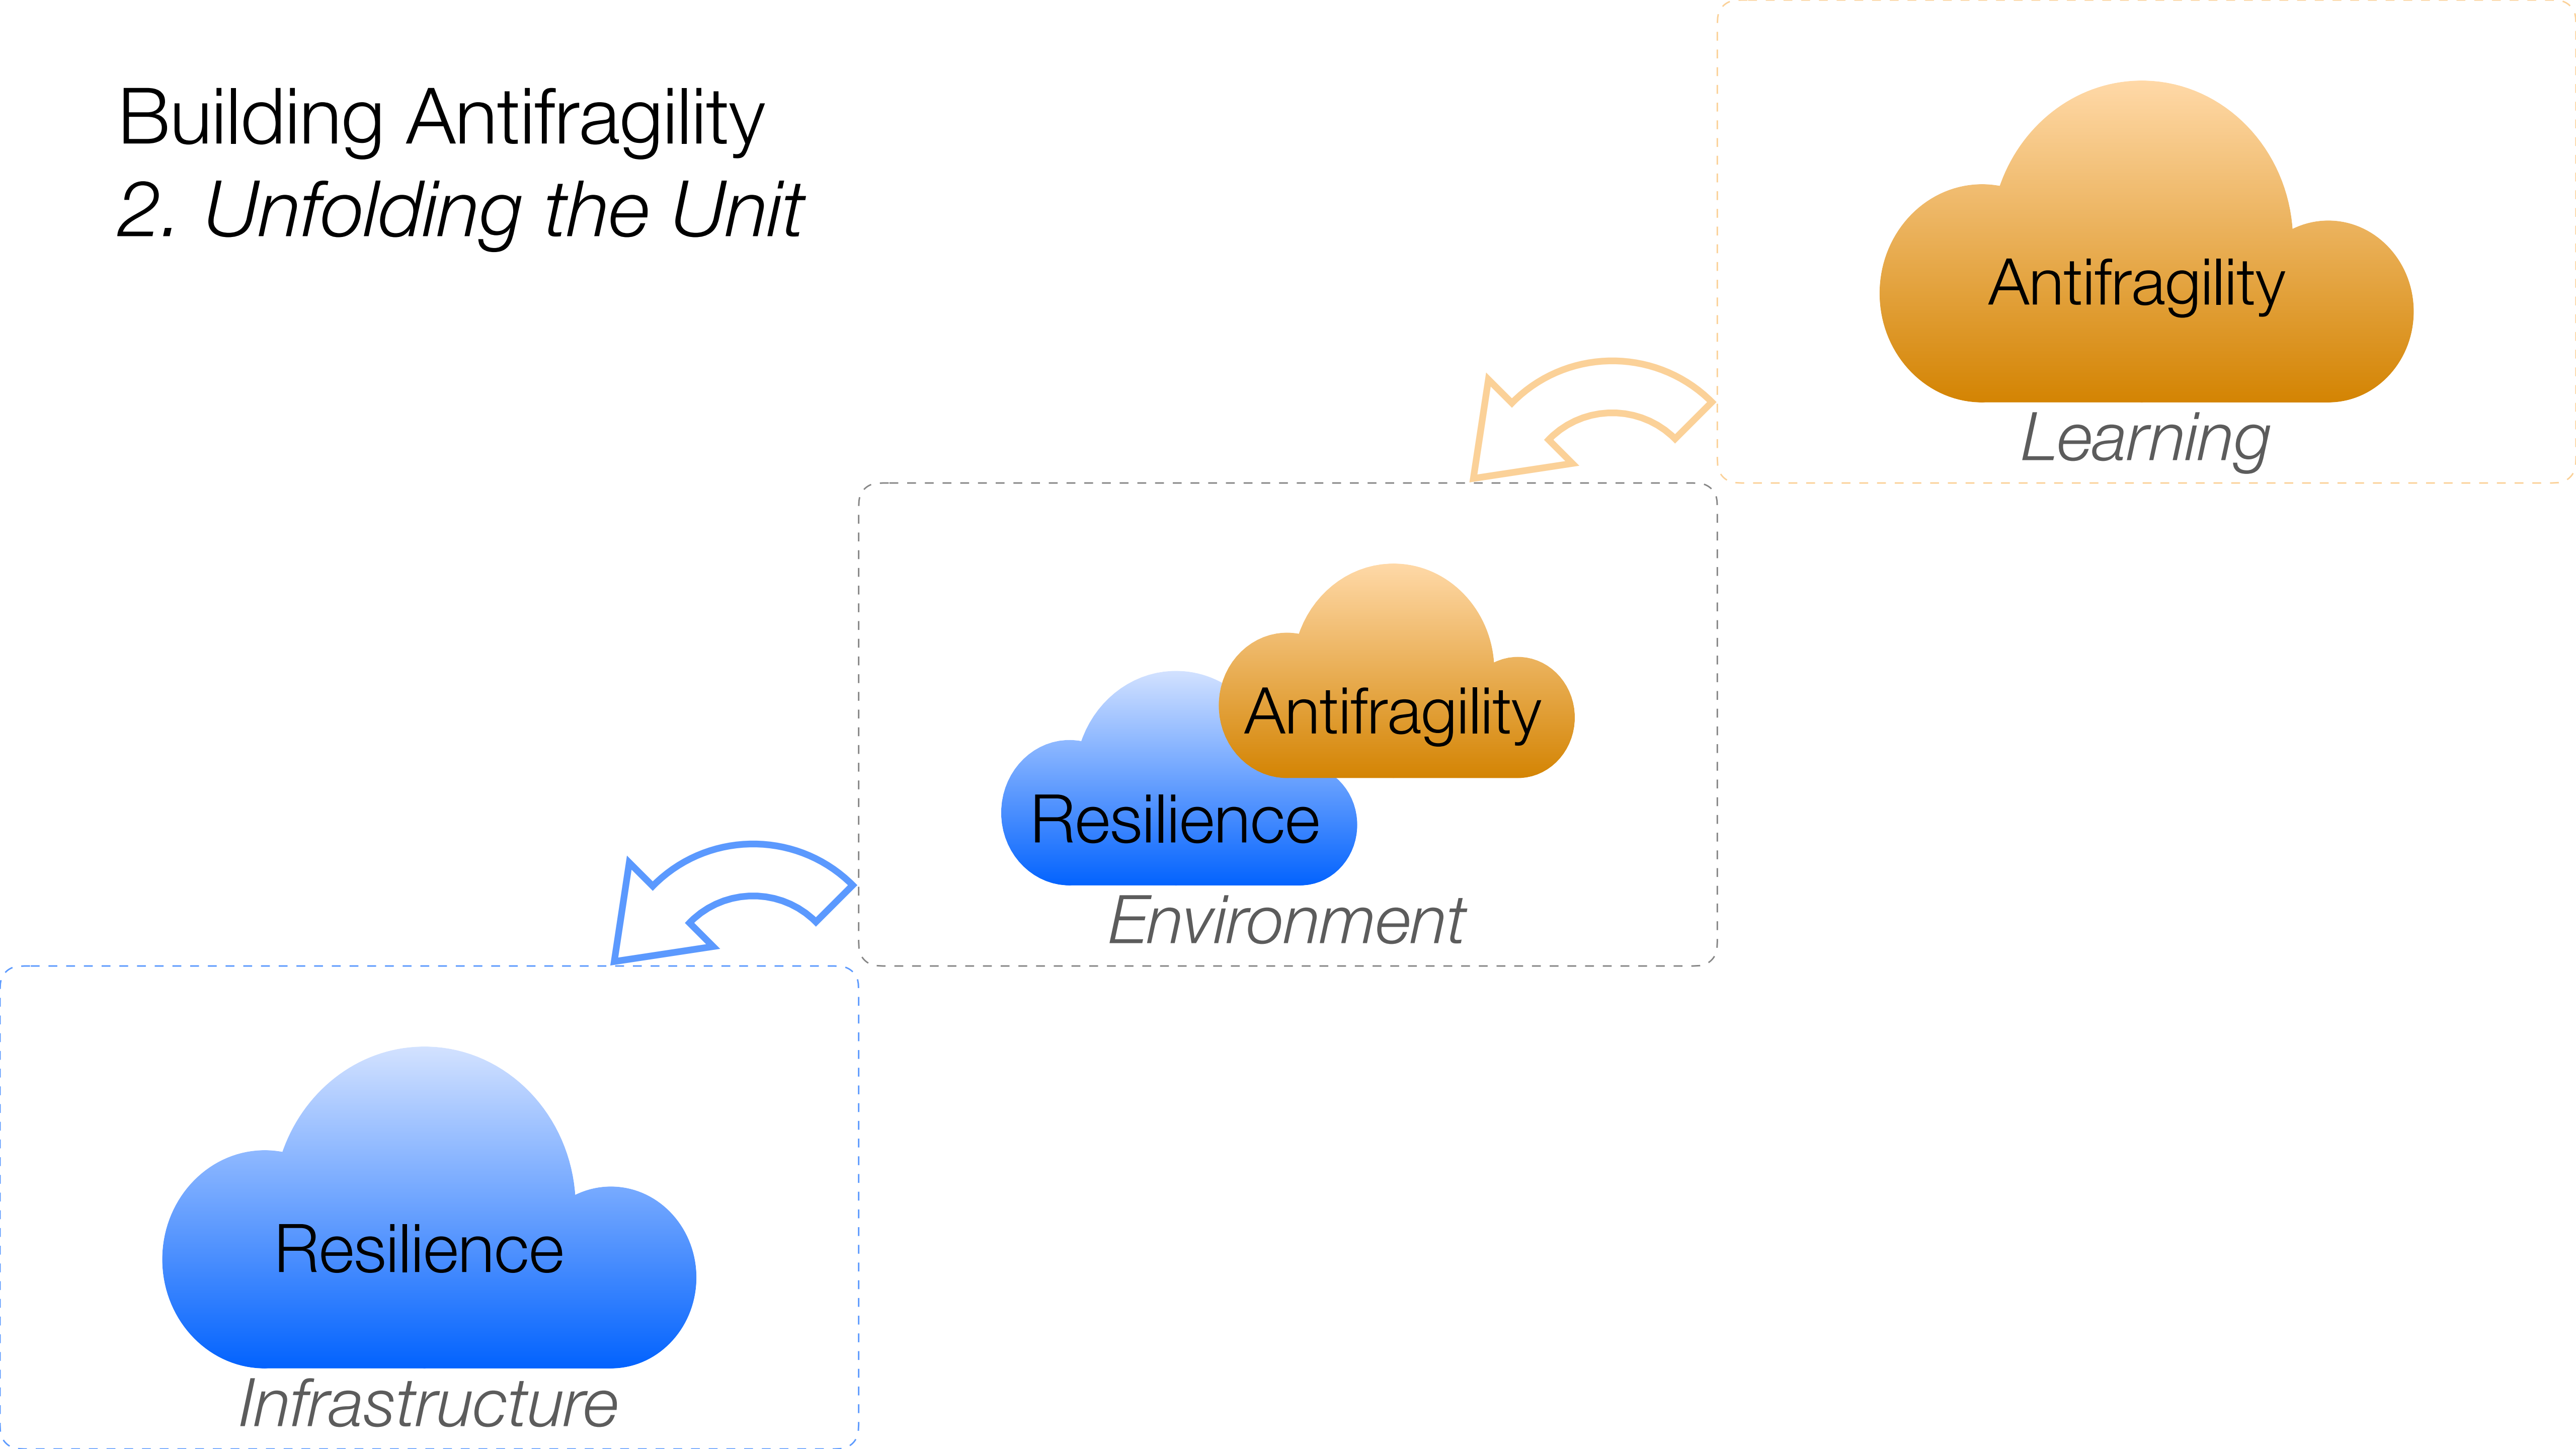 Building Antifragility
2. Unfolding the Unit
Antifragility
Learning
Antifragility
Resilience
Environment
Resilience
Infrastructure